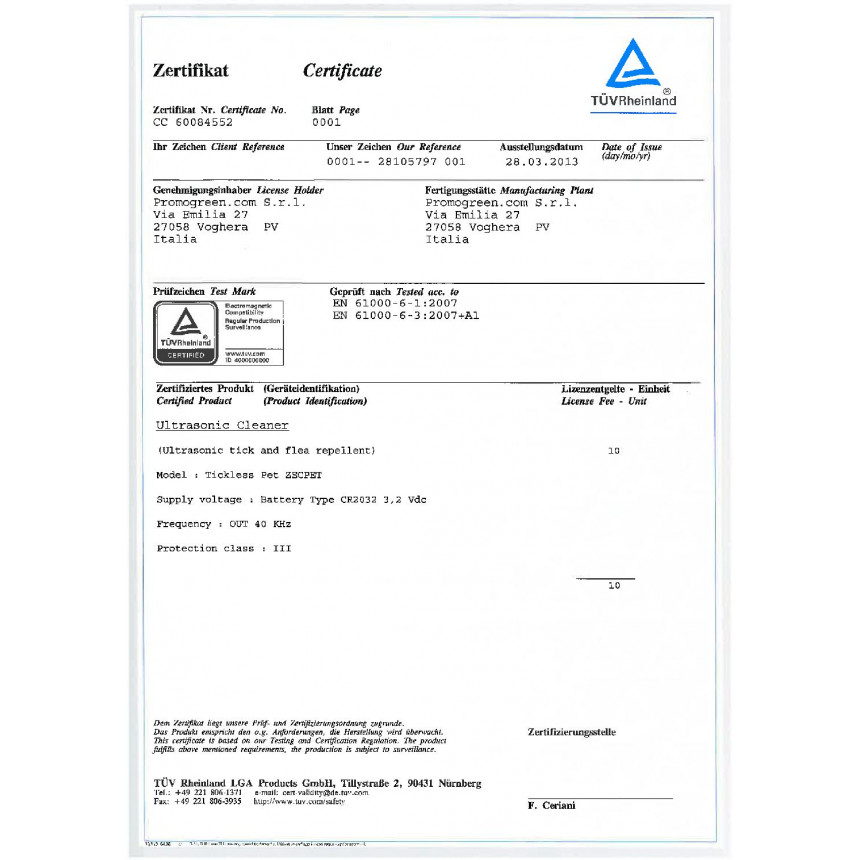 Zertifikat Certificate
®
TÜVRheinland
Zertifikat Nr. Certificate No. Blatt Page
CC 60084552 0001
Ihr Zeichen Client Reference Unser Zeichen Our Reference Ausstellungsdatum Date of Issue
0001-- 28105797 001 28.03.2013 (day/mo/yr)
Genehmigungsinhaber License Holder Fertigungsstätte Manufacturing Plant
Promogreen.com S.r.l. Promogreen.com S.r.l.
Via Emilia 27 Via Emilia 27
27058 Voghera PV 27058 Voghera PV
Italia Italia
Prüfzeichen Test Mark Geprüft nach Tested acc. to
EN 61000-6-1:2007
EN 61000-6-3:2007+A1
Electromagnetic
Compatibility
Regular Production
Surveillance
®
TÜVRheinland
CERTIFIED
www.tuv.com
ID 4000000000
Zertifiziertes Produkt (Geräteidentifikation) Lizenzentgelte - Einheit
Certified Product (Product Identification) License Fee - Unit
Ultrasonic Cleaner
(Ultrasonic tick and flea repellent) 10
Model : Tickless Pet ZECPET
Supply voltage : Battery Type CR2032 3,2 Vdc
Frequency : OUT 40 KHz
Protection class : III
10
Dem Zertifikat liegt unsere Prüf- und Zertifizierungsordnung zugrunde.
Das Produkt entspricht den o.g. Anforderungen, die Herstellung wird überwacht.
This certificate is based on our Testing and Certification Regulation. The product
fulfills above mentioned requirements, the production is subject to surveillance.
Zertifizierungsstelle
TÜV Rheinland LGA Products GmbH, Tillystraße 2, 90431 Nürnberg
Tel.: +49 221 806-1371 e-mail: cert-validity@de.tuv.com
Fax: +49 221 806-3935 http://www.tuv.com/safety
F. Ceriani